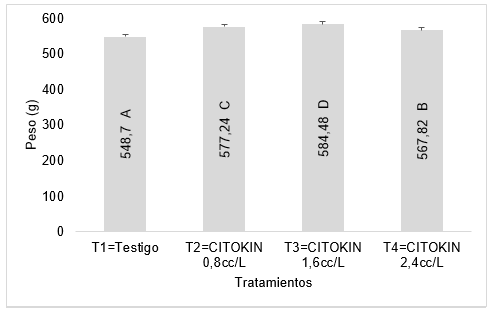 600
500
400
300
200
100
0
Peso (g)
548,7 A
577,24 C
584,48 D
567,82 B
T1=Testigo
T2=CITOKIN
0,8cc/L
T3=CITOKIN
1,6cc/L
T4=CITOKIN
2,4cc/L
Tratamientos